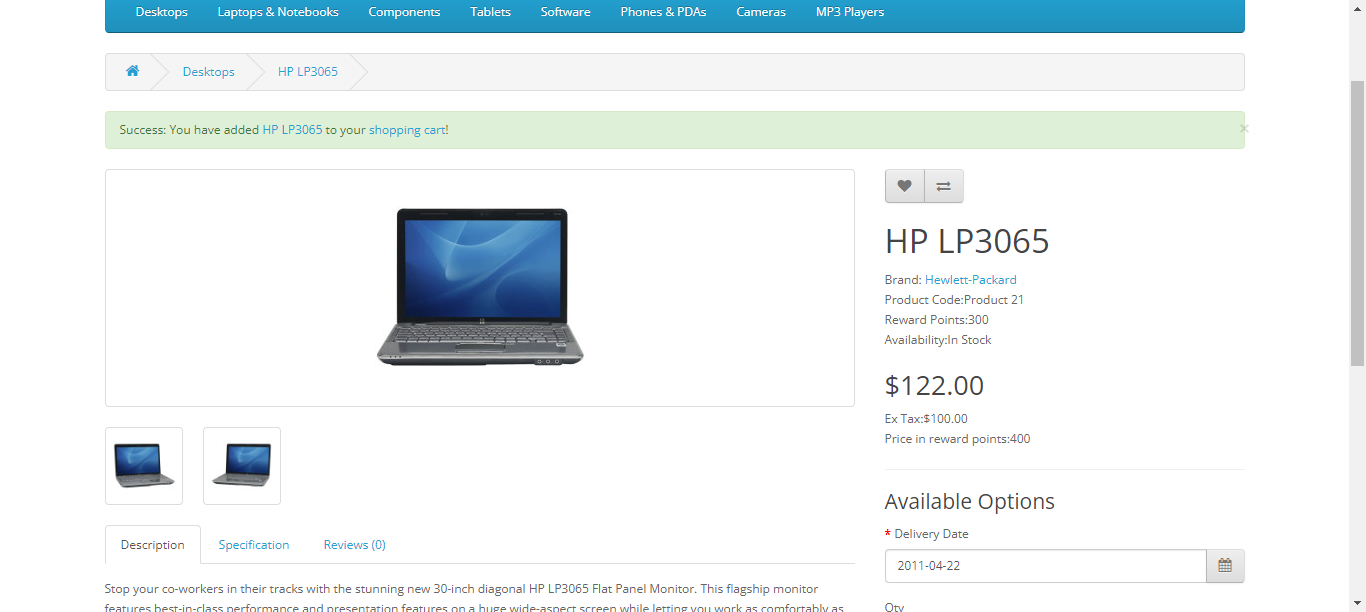 Desktops Laptops & Notebooks Components Tablets Software Phones & PDAs Cameras MP3 Players
Desktops HP LP3065
Success: You have added HP LP3065 to your shopping cart!
×
HP LP3065
Brand: Hewlett-Packard
Product Code:Product 21
Reward Points:300
Availability:In Stock
$122.00
Ex Tax:$100.00
Price in reward points:400
Available Options
* Delivery Date
2011-04-22
Qty
Description Specification Reviews (0)
Stop your co-workers in their tracks with the stunning new 30-inch diagonal HP LP3065 Flat Panel Monitor. This flagship monitor
features best-in-class performance and presentation features on a huge wide-aspect screen while letting you work as comfortably as